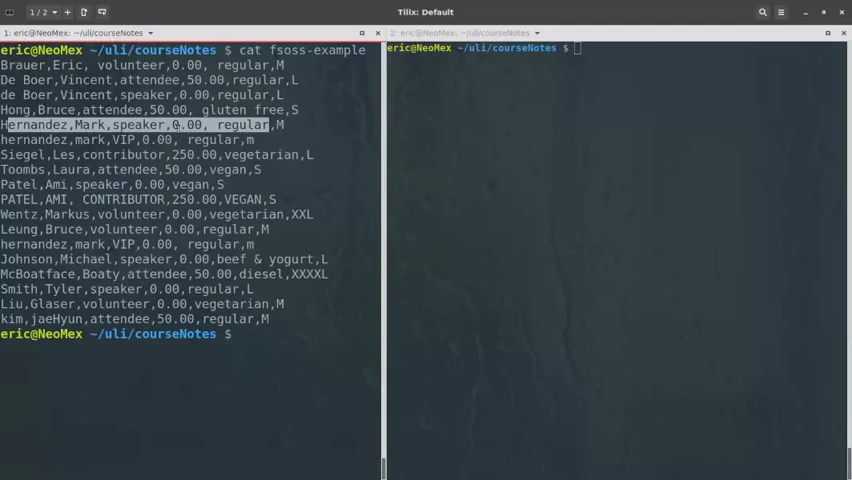 1 / 2
Tilix: Default
1: eric@NeoMex: ~/uli/courseNotes
eric@NeoMex ~/uli/courseNotes $ cat fsoss-example
Brauer,Eric, volunteer,0.00, regular,M
De Boer,Vincent,attendee,50.00,regular,L
de Boer,Vincent,speaker,0.00,regular,L
Hong,Bruce,attendee,50.00, gluten free,S
Hernandez,Mark,speaker,0.00, regular,M
hernandez,mark,VIP,0.00, regular,m
Siegel,Les,contributor,250.00,vegetarian,L
Toombs,Laura,attendee,50.00,vegan,S
Patel,Ami,speaker,0.00,vegan,S
PATEL,AMI, CONTRIBUTOR,250.00,VEGAN,S
Wentz,Markus,volunteer,0.00,vegetarian,XXL
Leung,Bruce,volunteer,0.00,regular,M
hernandez,mark,VIP,0.00, regular,m
Johnson,Michael,speaker,0.00,beef & yogurt,L
McBoatface,Boaty,attendee,50.00,diesel,XXXXL
Smith,Tyler,speaker,0.00,regular,L
Liu,Glaser,volunteer,0.00,vegetarian,M
kim,jaeHyun,attendee,50.00,regular,M
eric@NeoMex ~/uli/courseNotes $
2: eric@NeoMex: ~/uli/courseNotes
eric@NeoMex ~/uli/courseNotes $